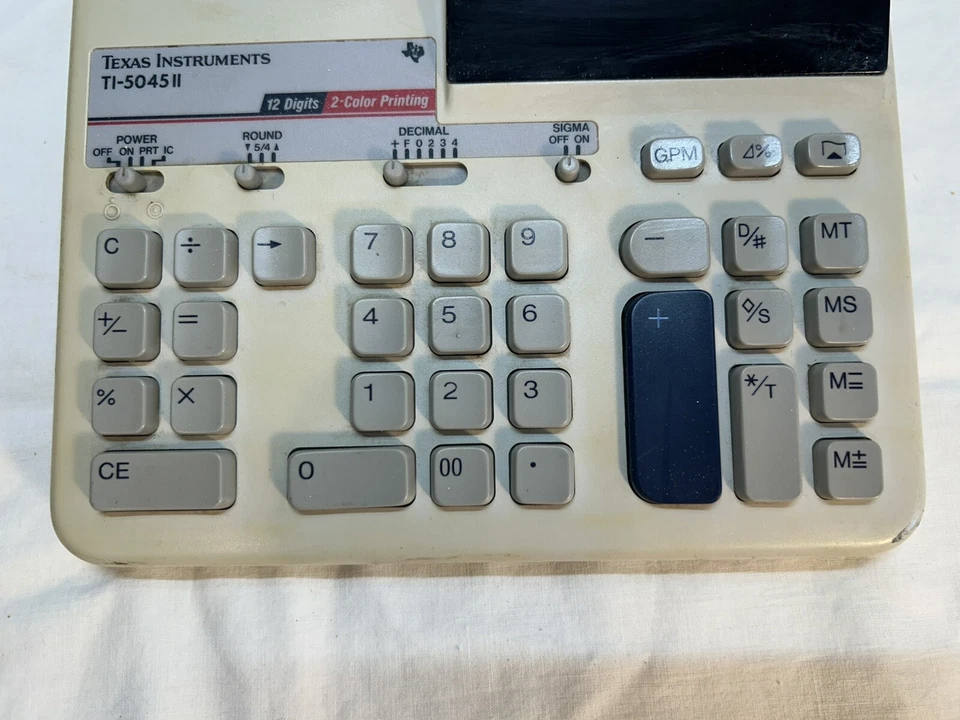 TEXAS INSTRUMENTS
TI-5045 II
12 Digits 2-Color Printing
POWER ROUND DECIMAL SIGMA
OFF ON PRT IC ▼ 5/4 ▲ + F 0 2 3 4 OFF ON
GPM ⊿% 
C ÷ → 7 8 9 − D/# MT
+/− = 4 5 6 + ◇/S MS
% × 1 2 3 */T M=
CE 0 00 . M±=